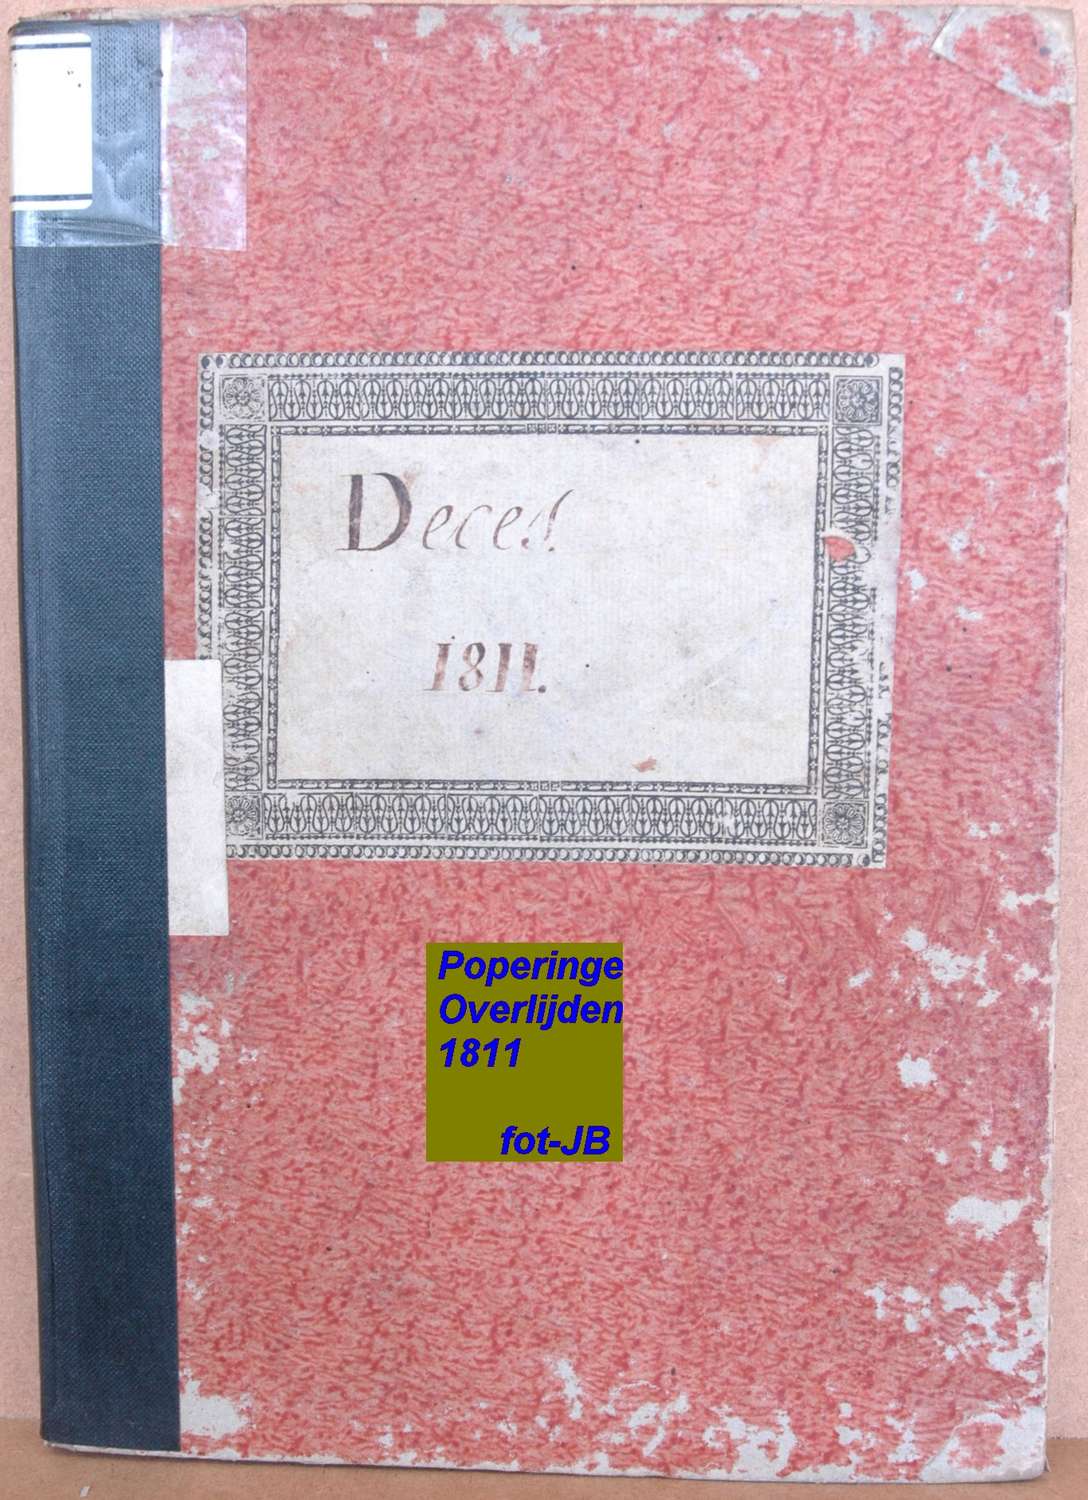 Deces.
1811.
Poperinge
Overlijden
1811
fot-JB